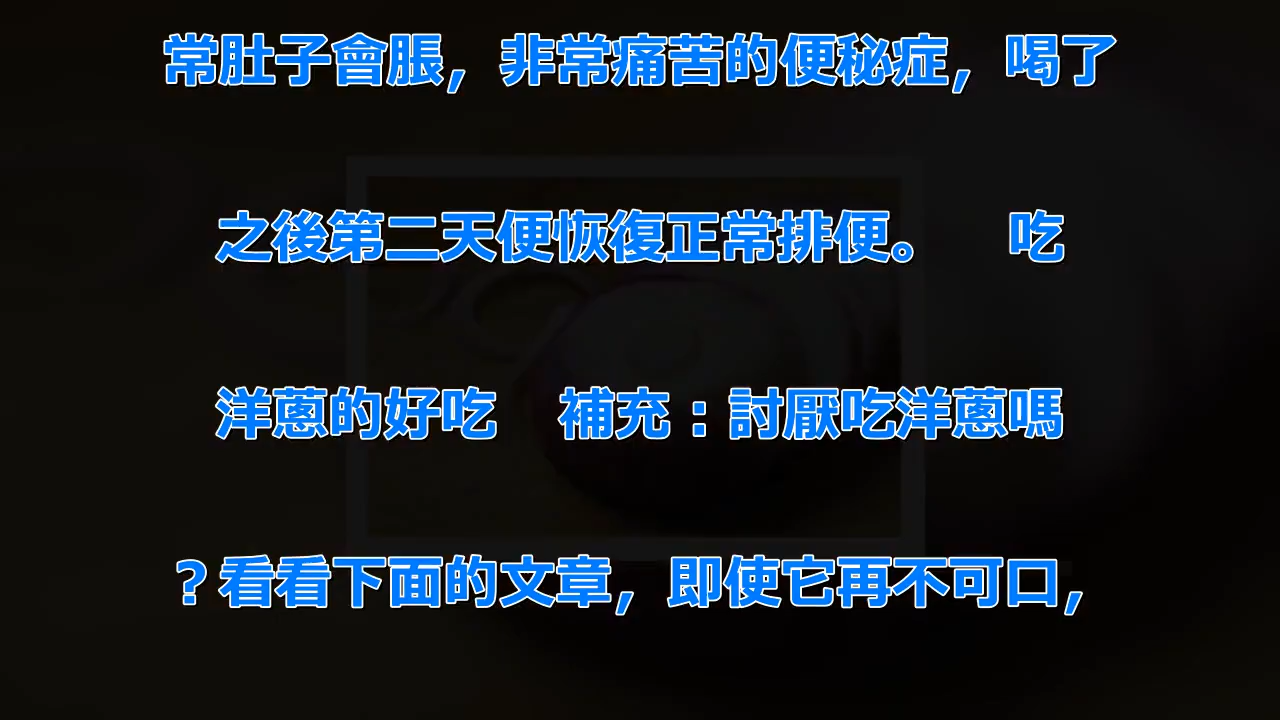 常肚子會脹，非常痛苦的便秘症，喝了
之後第二天便恢復正常排便。　吃
洋蔥的好吃　補充：討厭吃洋蔥嗎
？看看下面的文章，即使它再不可口，